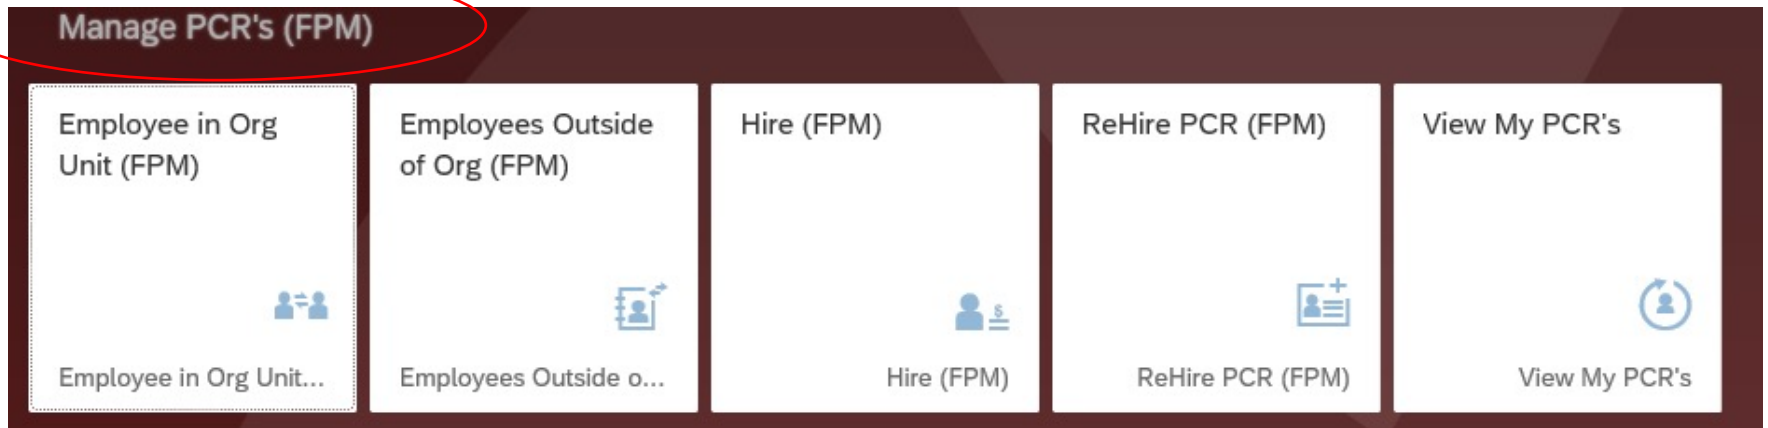 Manage PCR's (FPM)
Employee in Org
Unit (FPM)
Employee in Org Unit...
Employees Outside
of Org (FPM)
Employees Outside o...
Hire (FPM)
$
Hire (FPM)
ReHire PCR (FPM)
ReHire PCR (FPM)
View My PCR's
View My PCR's